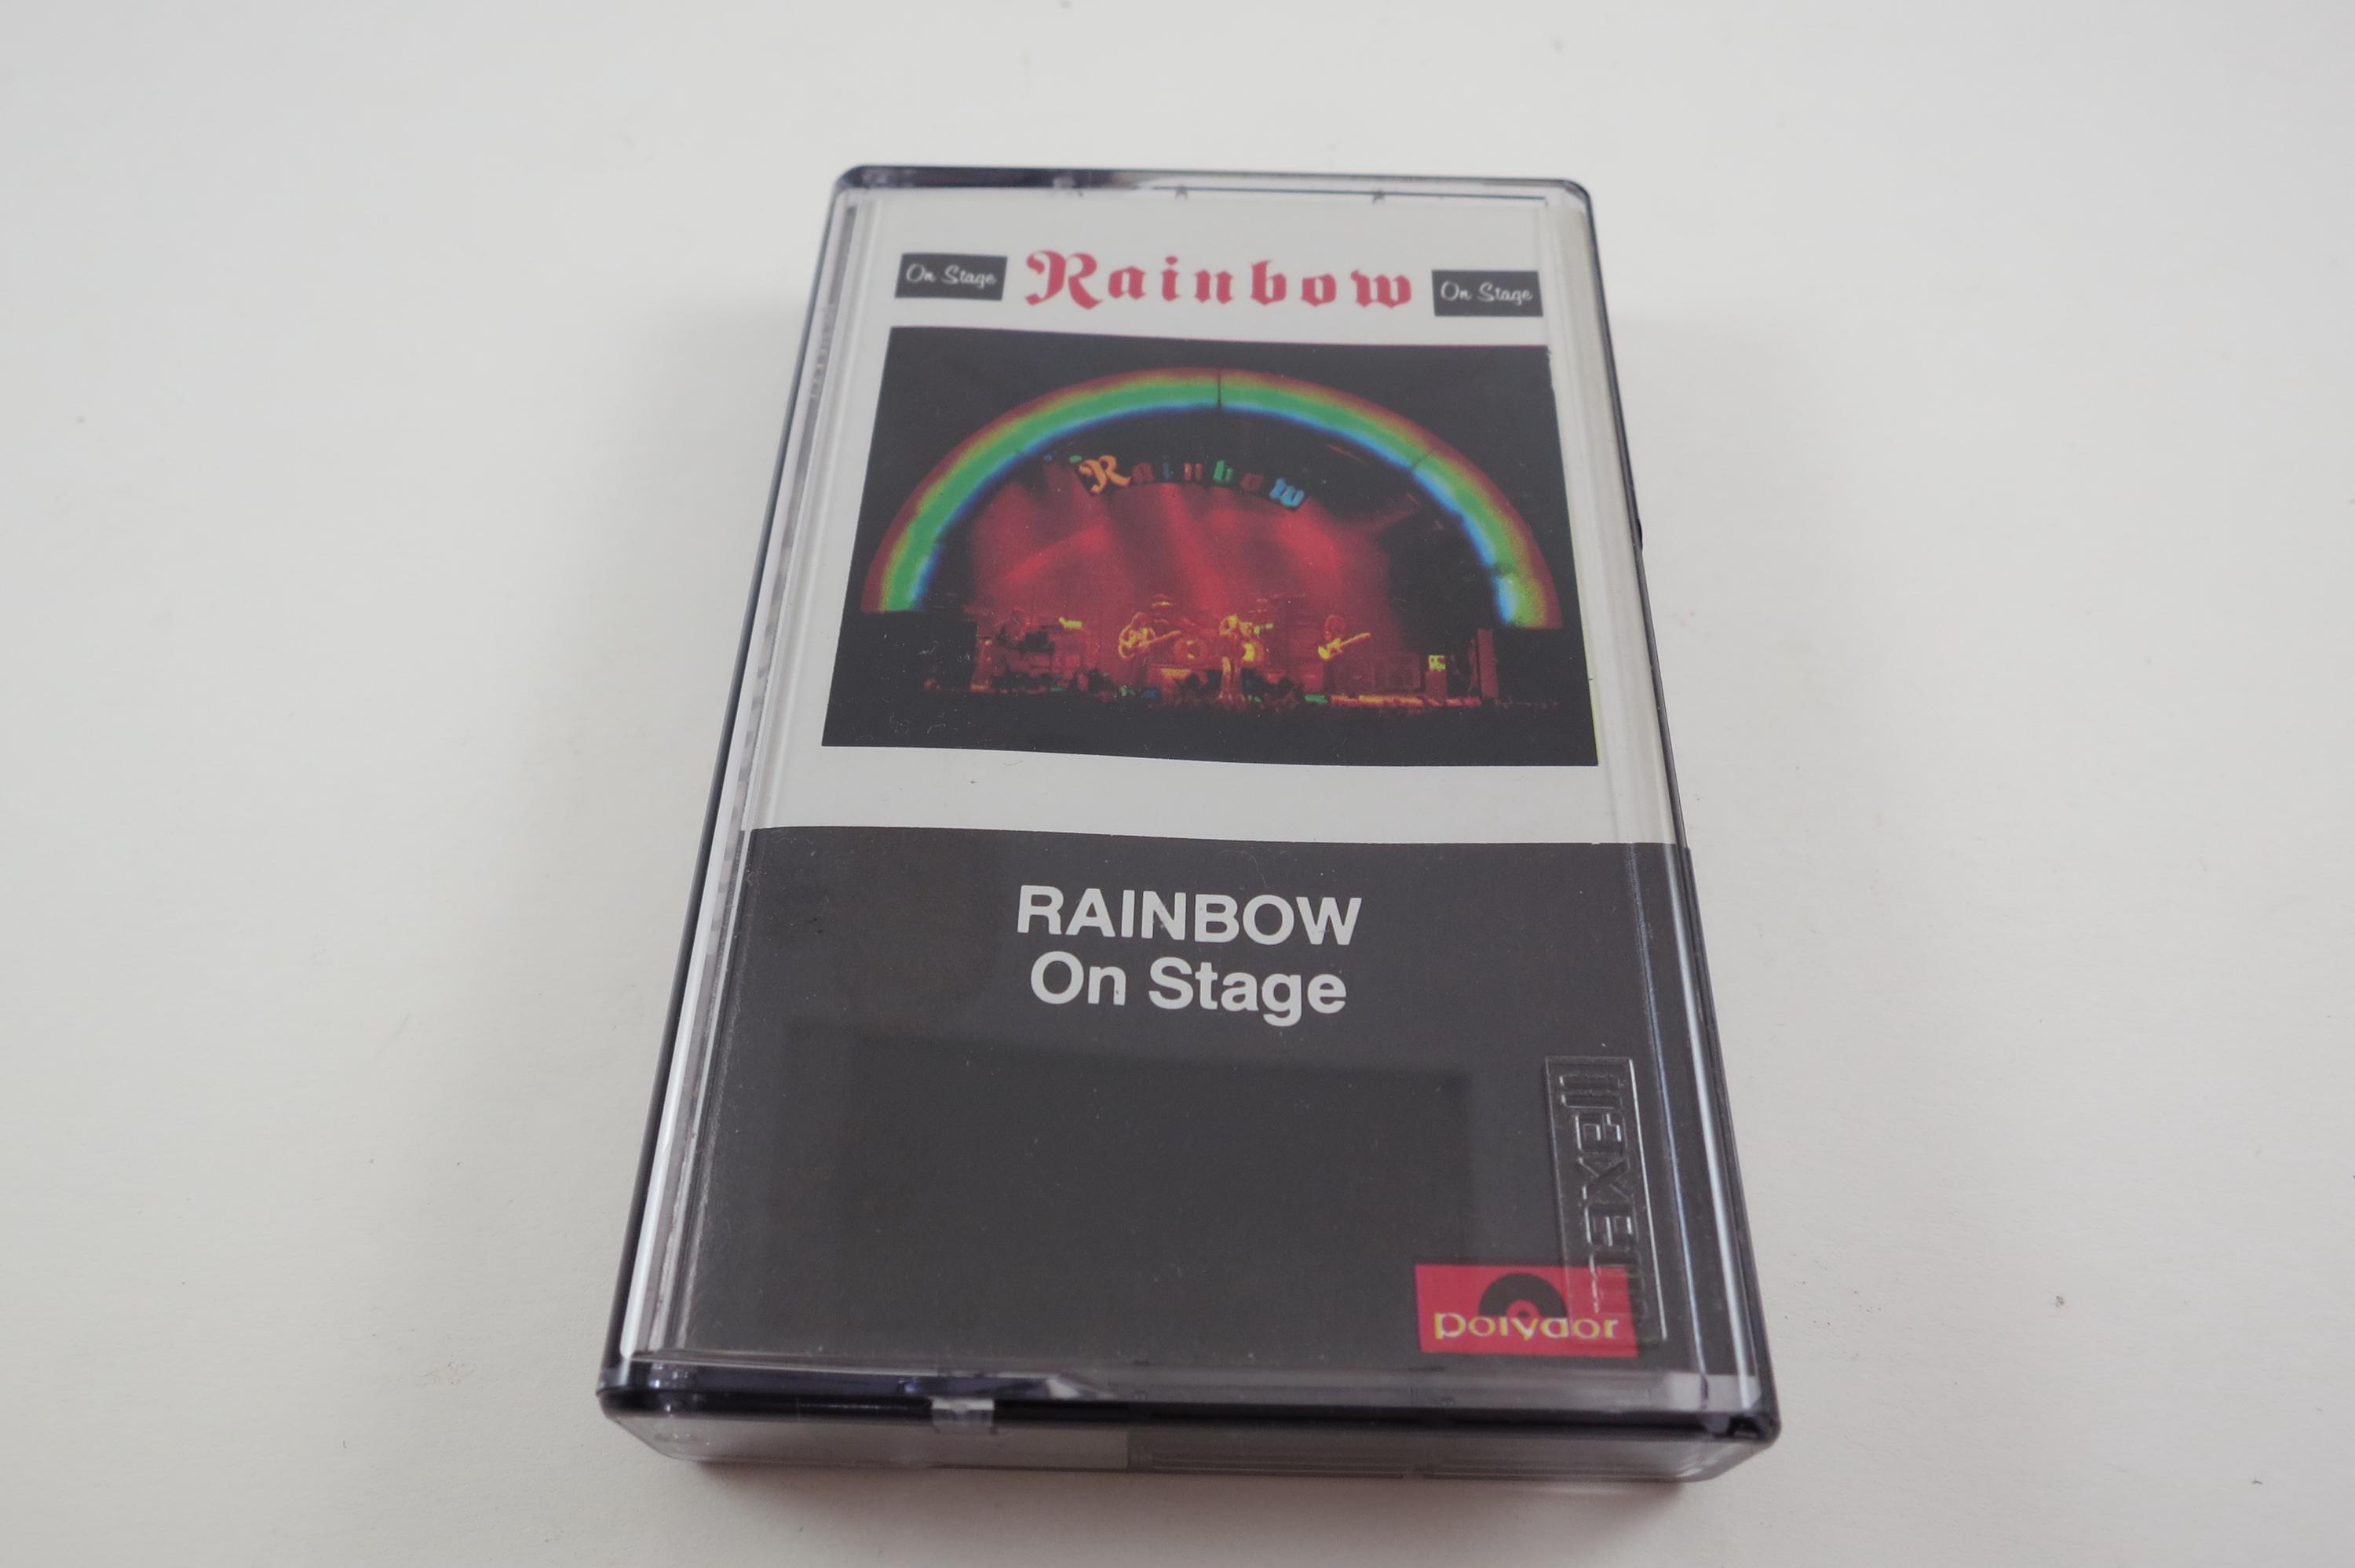 On Stage Rainbow On Stage
Rainbow
RAINBOW
On Stage
maxell
polydor